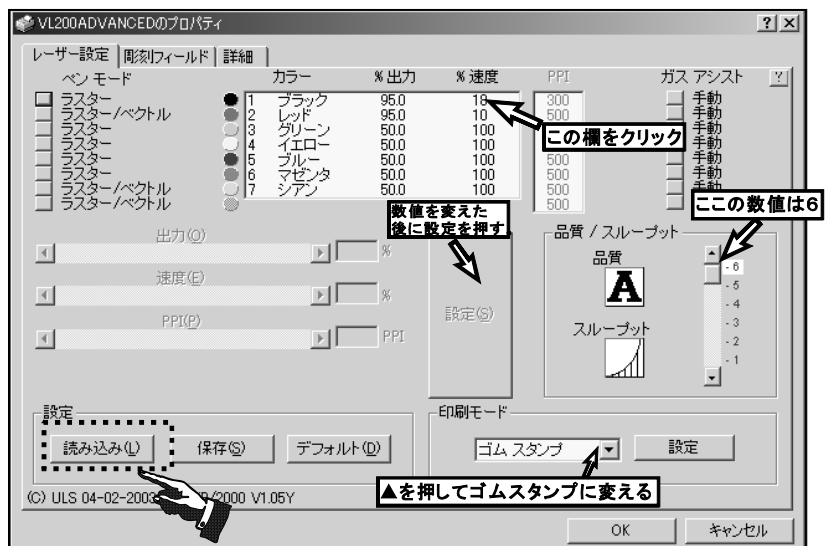 VL200ADVANCEDのプロパティ
レーザー設定 彫刻フィールド 詳細
ペン モード カラー % 出力 % 速度 PPI ガス アシスト ?
ラスター 1 ブラック 95.0 18 300 手動
ラスター/ベクトル 2 レッド 95.0 10 500 手動
ラスター 3 グリーン 50.0 100 手動
この欄をクリック
ラスター 4 イエロー 50.0 100 手動
ラスター 5 ブルー 50.0 100 500 手動
ラスター 6 マゼンタ 50.0 100 500 手動
ラスター/ベクトル 7 シアン 50.0 100 500 手動
ラスター/ベクトル 500
ここの数値は6
数値を変えた
後に設定を押す
出力(O) %
速度(E) %
PPI(P) PPI
設定(S)
品質 / スループット
品質
A
スループット
- 6
- 5
- 4
- 3
- 2
- 1
設定
読み込み(L) 保存(S) デフォルト(D)
印刷モード
ゴム スタンプ 設定
▲を押してゴムスタンプに変える
(C) ULS 04-02-2003 /2000 V1.05Y
OK キャンセル